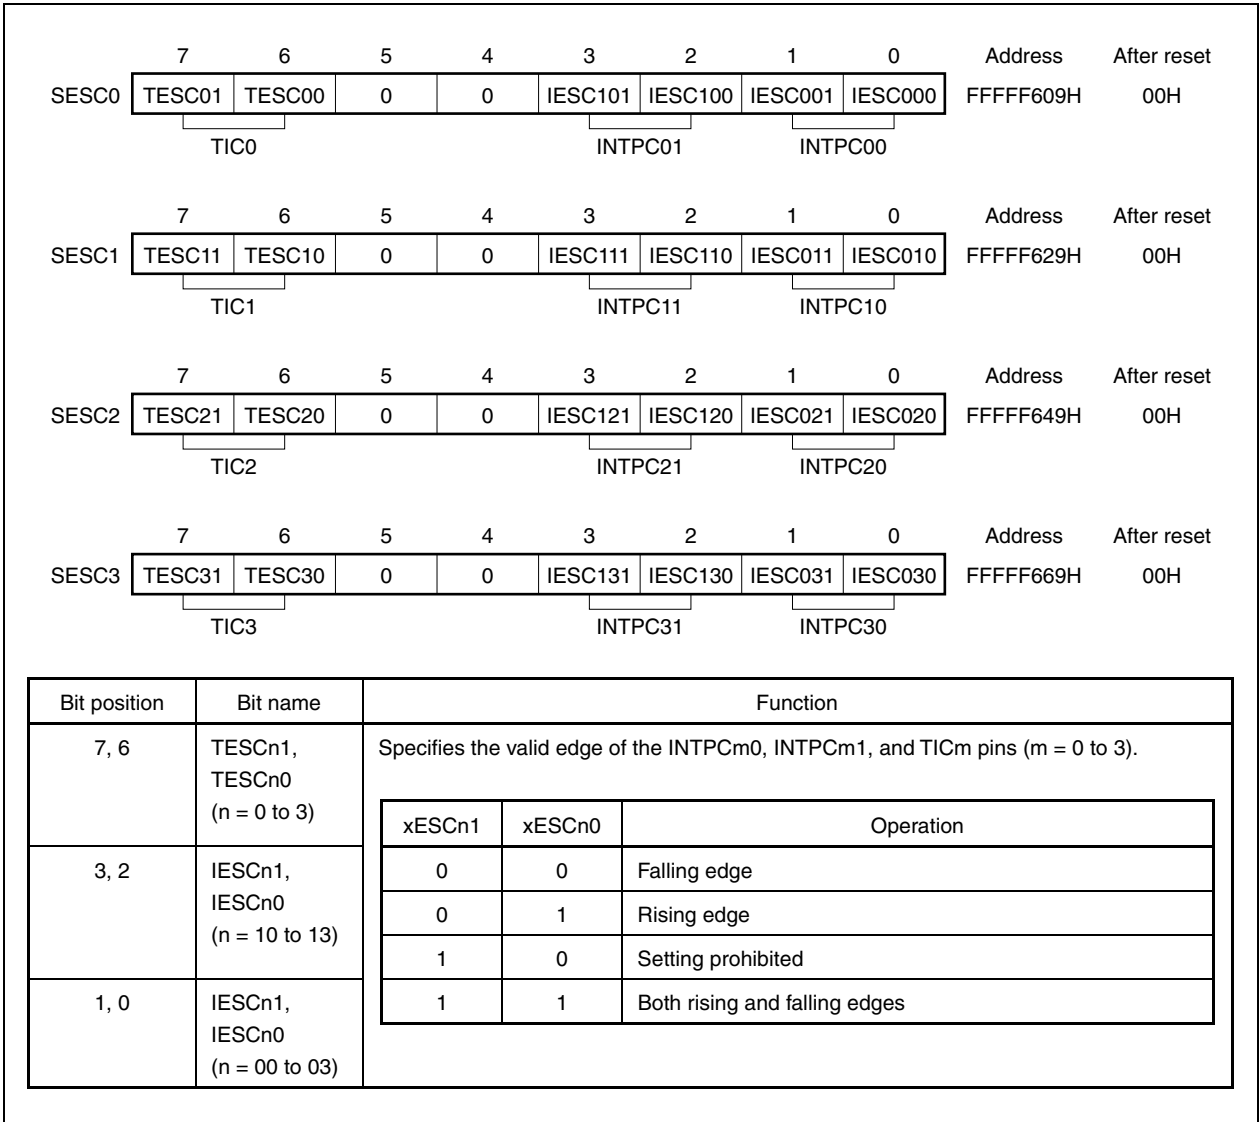 7 6 5 4 3 2 1 0 Address After reset
SESC0 TESC01 TESC00 0 0 IESC101 IESC100 IESC001 IESC000 FFFFF609H 00H
TIC0 INTPC01 INTPC00
7 6 5 4 3 2 1 0 Address After reset
SESC1 TESC11 TESC10 0 0 IESC111 IESC110 IESC011 IESC010 FFFFF629H 00H
TIC1 INTPC11 INTPC10
7 6 5 4 3 2 1 0 Address After reset
SESC2 TESC21 TESC20 0 0 IESC121 IESC120 IESC021 IESC020 FFFFF649H 00H
TIC2 INTPC21 INTPC20
7 6 5 4 3 2 1 0 Address After reset
SESC3 TESC31 TESC30 0 0 IESC131 IESC130 IESC031 IESC030 FFFFF669H 00H
TIC3 INTPC31 INTPC30
Bit position Bit name Function
7, 6 TESCn1, Specifies the valid edge of the INTPCm0, INTPCm1, and TICm pins (m = 0 to 3).
TESCn0
(n = 0 to 3)
xESCn1 xESCn0 Operation
3, 2 IESCn1, 0 0 Falling edge
IESCn0
0 1 Rising edge
(n = 10 to 13)
1 0 Setting prohibited
1, 0 IESCn1, 1 1 Both rising and falling edges
IESCn0
(n = 00 to 03)